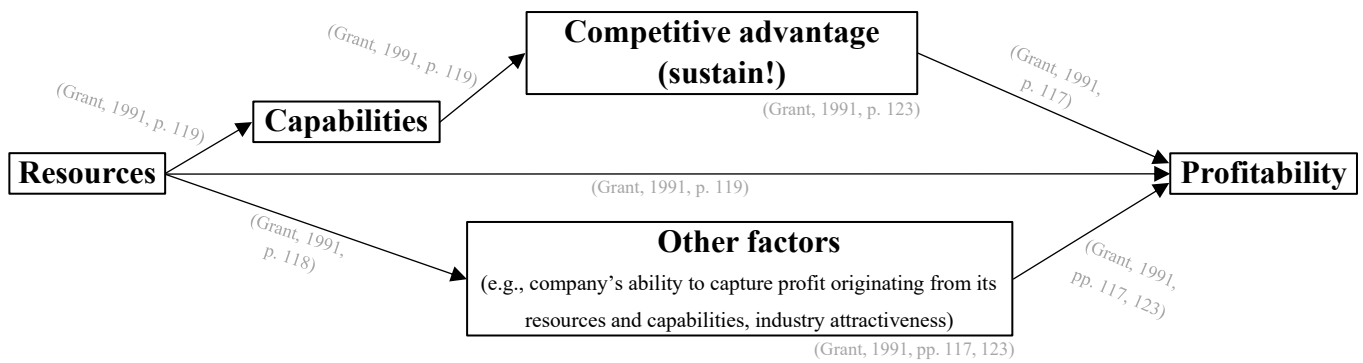 Competitive advantage
(sustain!)
(Grant, 1991, p. 123)
(Grant, 1991, p. 119)
(Grant, 1991,
p. 117)
(Grant, 1991, p. 119)
Capabilities
Resources
(Grant, 1991, p. 119)
Profitability
(Grant, 1991,
p. 118)
Other factors
(e.g., company’s ability to capture profit originating from its
resources and capabilities, industry attractiveness)
(Grant, 1991, pp. 117, 123)
(Grant, 1991,
pp. 117, 123)